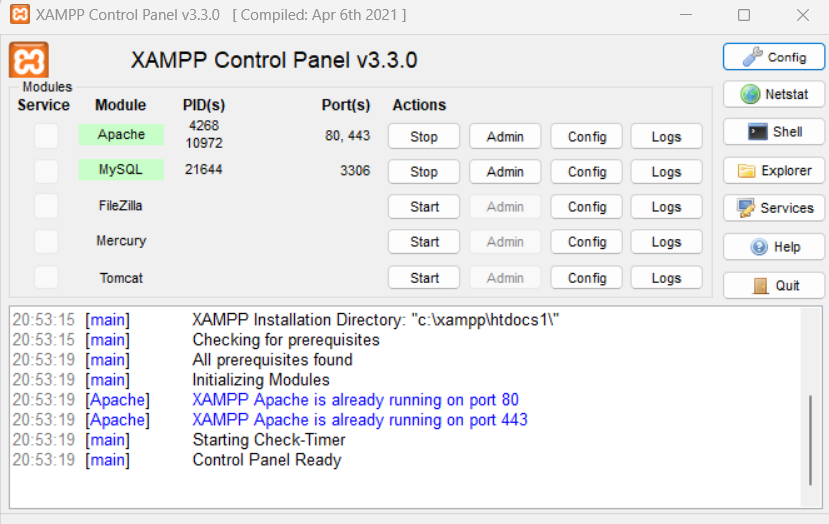 XAMPP Control Panel v3.3.0 [ Compiled: Apr 6th 2021 ]
XAMPP Control Panel v3.3.0
Config
Modules
Service Module PID(s) Port(s) Actions
Netstat
Apache 4268 10972 80, 443 Stop Admin Config Logs
Shell
MySQL 21644 3306 Stop Admin Config Logs
Explorer
FileZilla Start Admin Config Logs
Services
Mercury Start Admin Config Logs
Help
Tomcat Start Admin Config Logs
Quit
20:53:15 [main] XAMPP Installation Directory: "c:\xampp\htdocs1\"
20:53:15 [main] Checking for prerequisites
20:53:19 [main] All prerequisites found
20:53:19 [main] Initializing Modules
20:53:19 [Apache] XAMPP Apache is already running on port 80
20:53:19 [Apache] XAMPP Apache is already running on port 443
20:53:19 [main] Starting Check-Timer
20:53:19 [main] Control Panel Ready